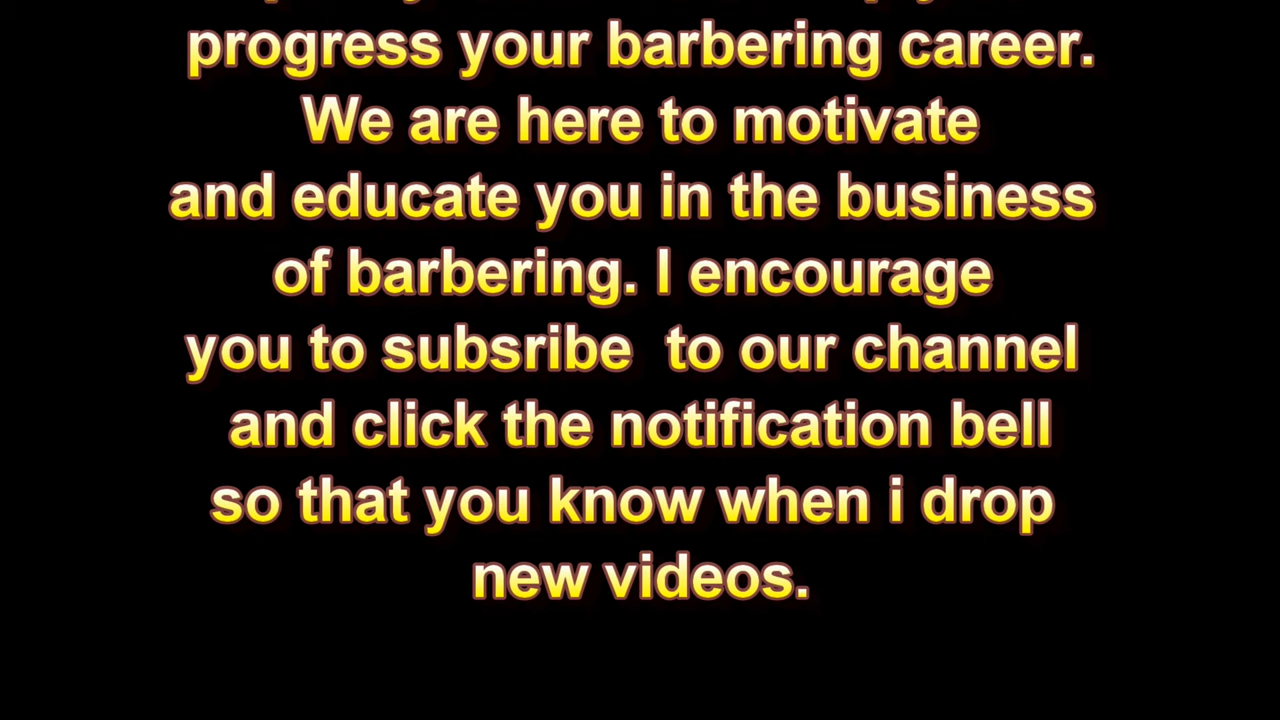 progress your barbering career.
We are here to motivate
and educate you in the business
of barbering. I encourage
you to subsribe  to our channel
and click the notification bell
so that you know when i drop
new videos.